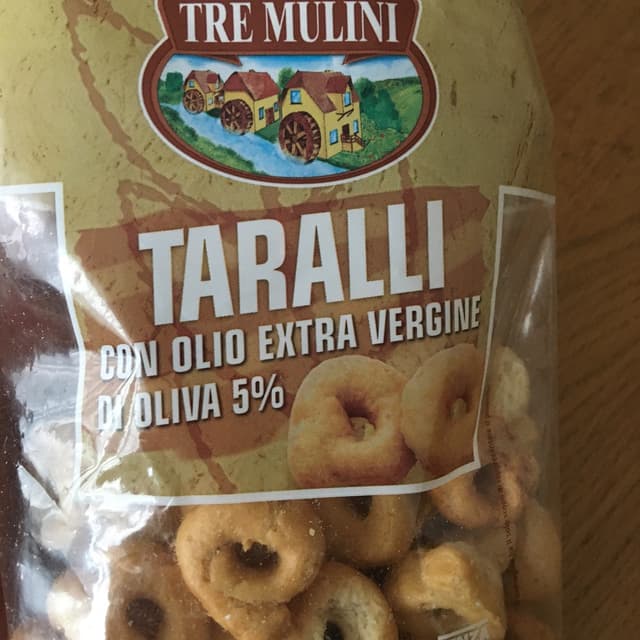 TRE MULINI
TARALLI
CON OLIO EXTRA VERGINE
DI OLIVA 5%